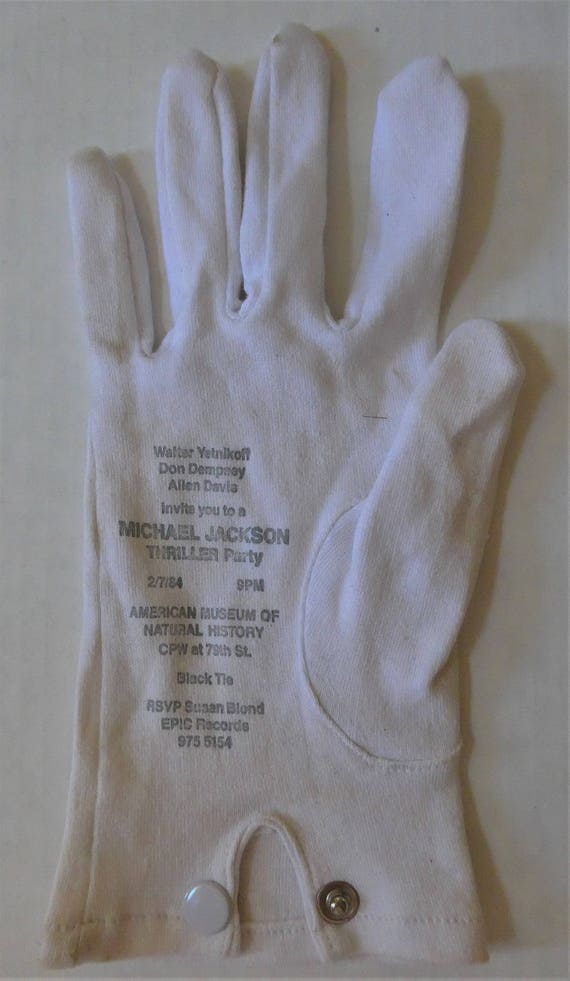 Walter Yetnikoff
Don Dempsey
Allen Davis
invite you to a
MICHAEL JACKSON
THRILLER Party
2/7/84 9PM
AMERICAN MUSEUM OF
NATURAL HISTORY
CPW at 79th St.
Black Tie
RSVP Susan Blond
EPIC Records
975 5154